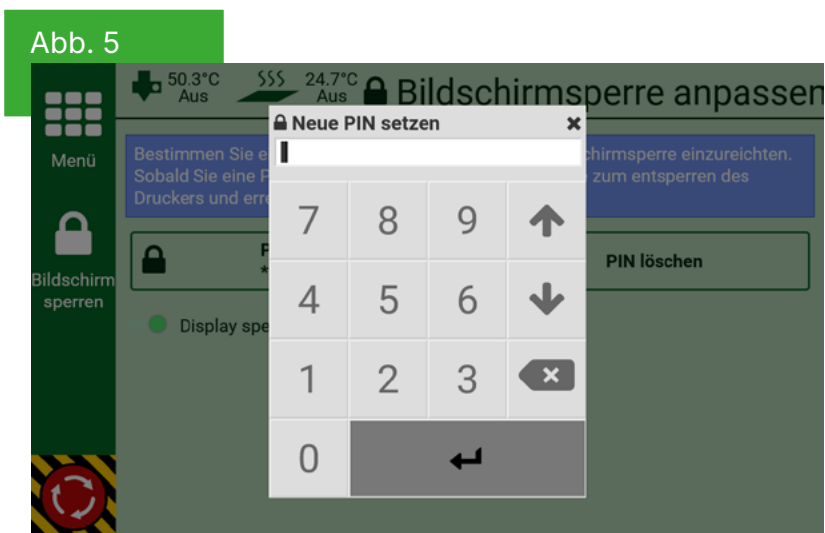 Abb. 5
50.3°C
Aus
24.7°C
Aus
Bildschirmsperre anpassen
Menü
Bildschirm
sperren
Bestimmen Sie e
chirmsperre einzureichten.
Sobald Sie eine P
zum entsperren des
Druckers und erre
P
*
PIN löschen
Display spe
Neue PIN setzen
7 8 9
4 5 6
1 2 3
0